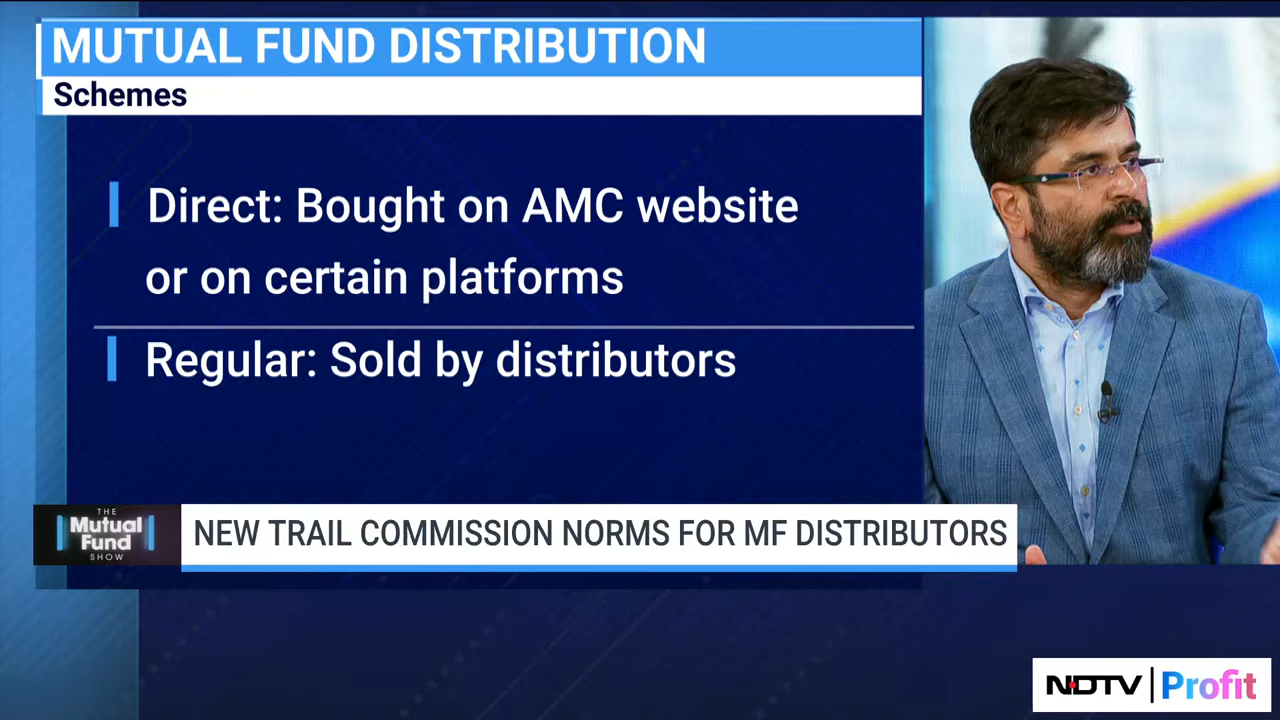 MUTUAL FUND DISTRIBUTION
Schemes
Direct: Bought on AMC website
or on certain platforms
Regular: Sold by distributors
THE
Mutual
Fund
SHOW
NEW TRAIL COMMISSION NORMS FOR MF DISTRIBUTORS
NDTV Profit